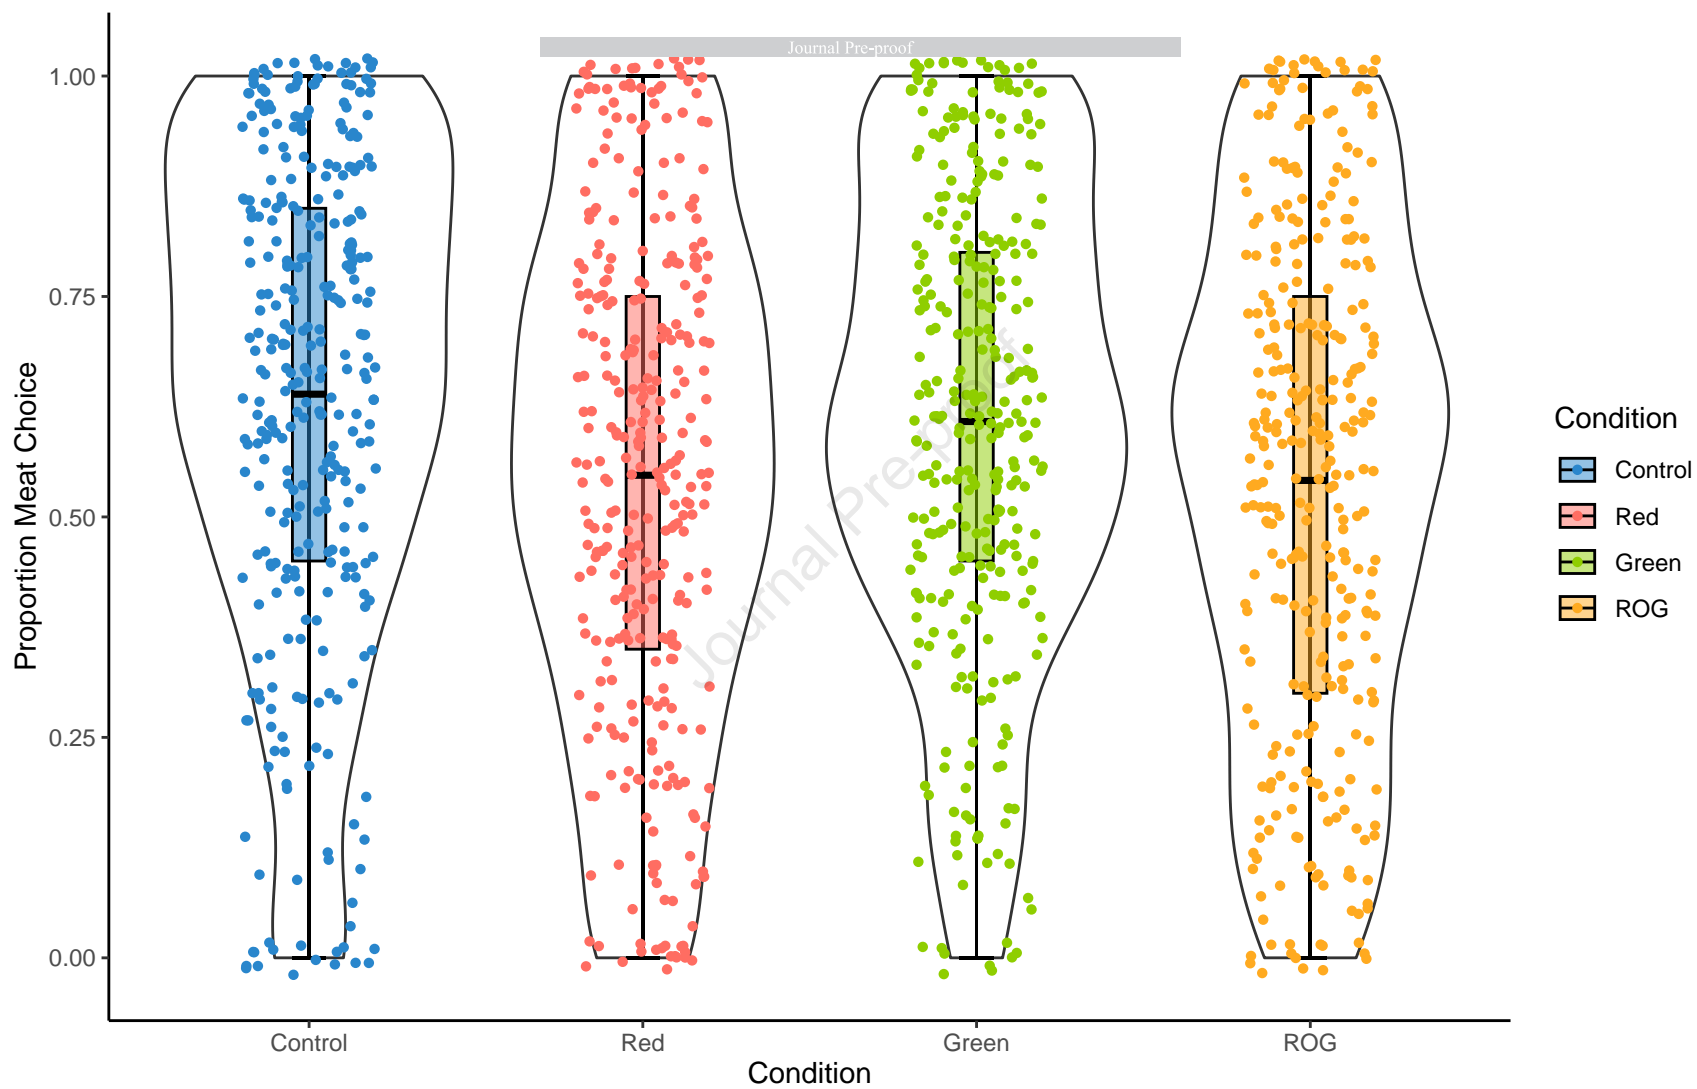 Journal Pre-proof
1.00
0.75
0.50
0.25
0.00
Proportion Meat Choice
Journal Pre-proof
Control
Red
Green
ROG
Condition
Condition
Control
Red
Green
ROG